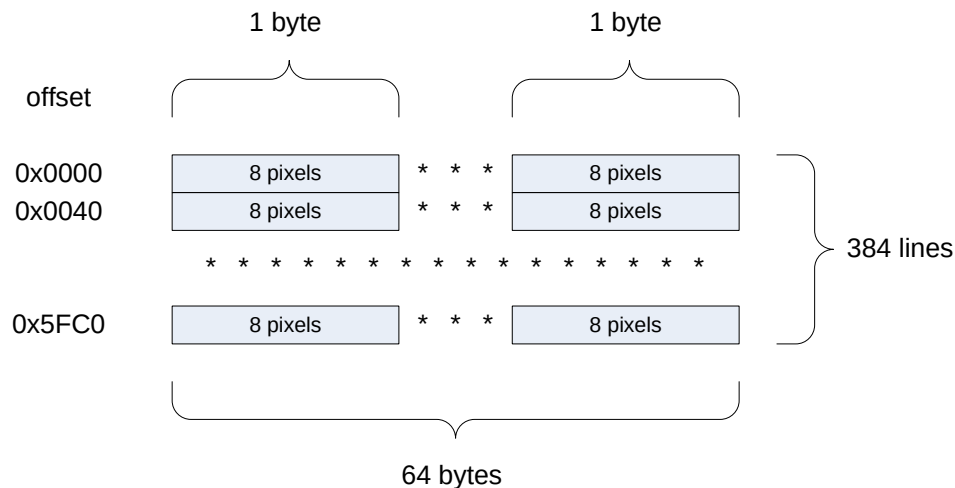 1 byte 1 byte
offset
0x0000 8 pixels * * * 8 pixels
0x0040 8 pixels * * * 8 pixels
* * * * * * * * * * * * * * * *
384 lines
0x5FC0 8 pixels * * * 8 pixels
64 bytes